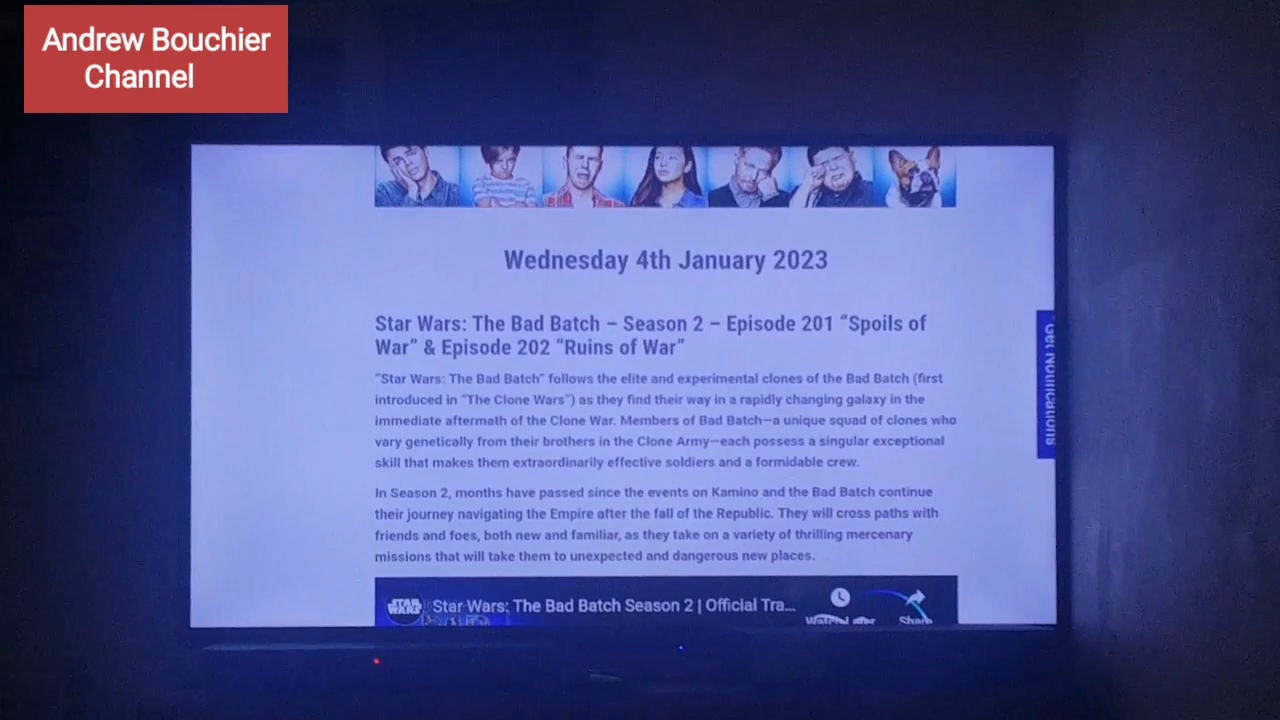 Andrew Bouchier
Channel
Wednesday 4th January 2023
Star Wars: The Bad Batch – Season 2 – Episode 201 “Spoils of
War” & Episode 202 “Ruins of War”
“Star Wars: The Bad Batch” follows the elite and experimental clones of the Bad Batch (first
introduced in “The Clone Wars”) as they find their way in a rapidly changing galaxy in the
immediate aftermath of the Clone War. Members of Bad Batch—a unique squad of clones who
vary genetically from their brothers in the Clone Army—each possess a singular exceptional
skill that makes them extraordinarily effective soldiers and a formidable crew.
In Season 2, months have passed since the events on Kamino and the Bad Batch continue
their journey navigating the Empire after the fall of the Republic. They will cross paths with
friends and foes, both new and familiar, as they take on a variety of thrilling mercenary
missions that will take them to unexpected and dangerous new places.
STAR WARS
Star Wars: The Bad Batch Season 2 | Official Tra...
Watch Later
Share
Get Notifications